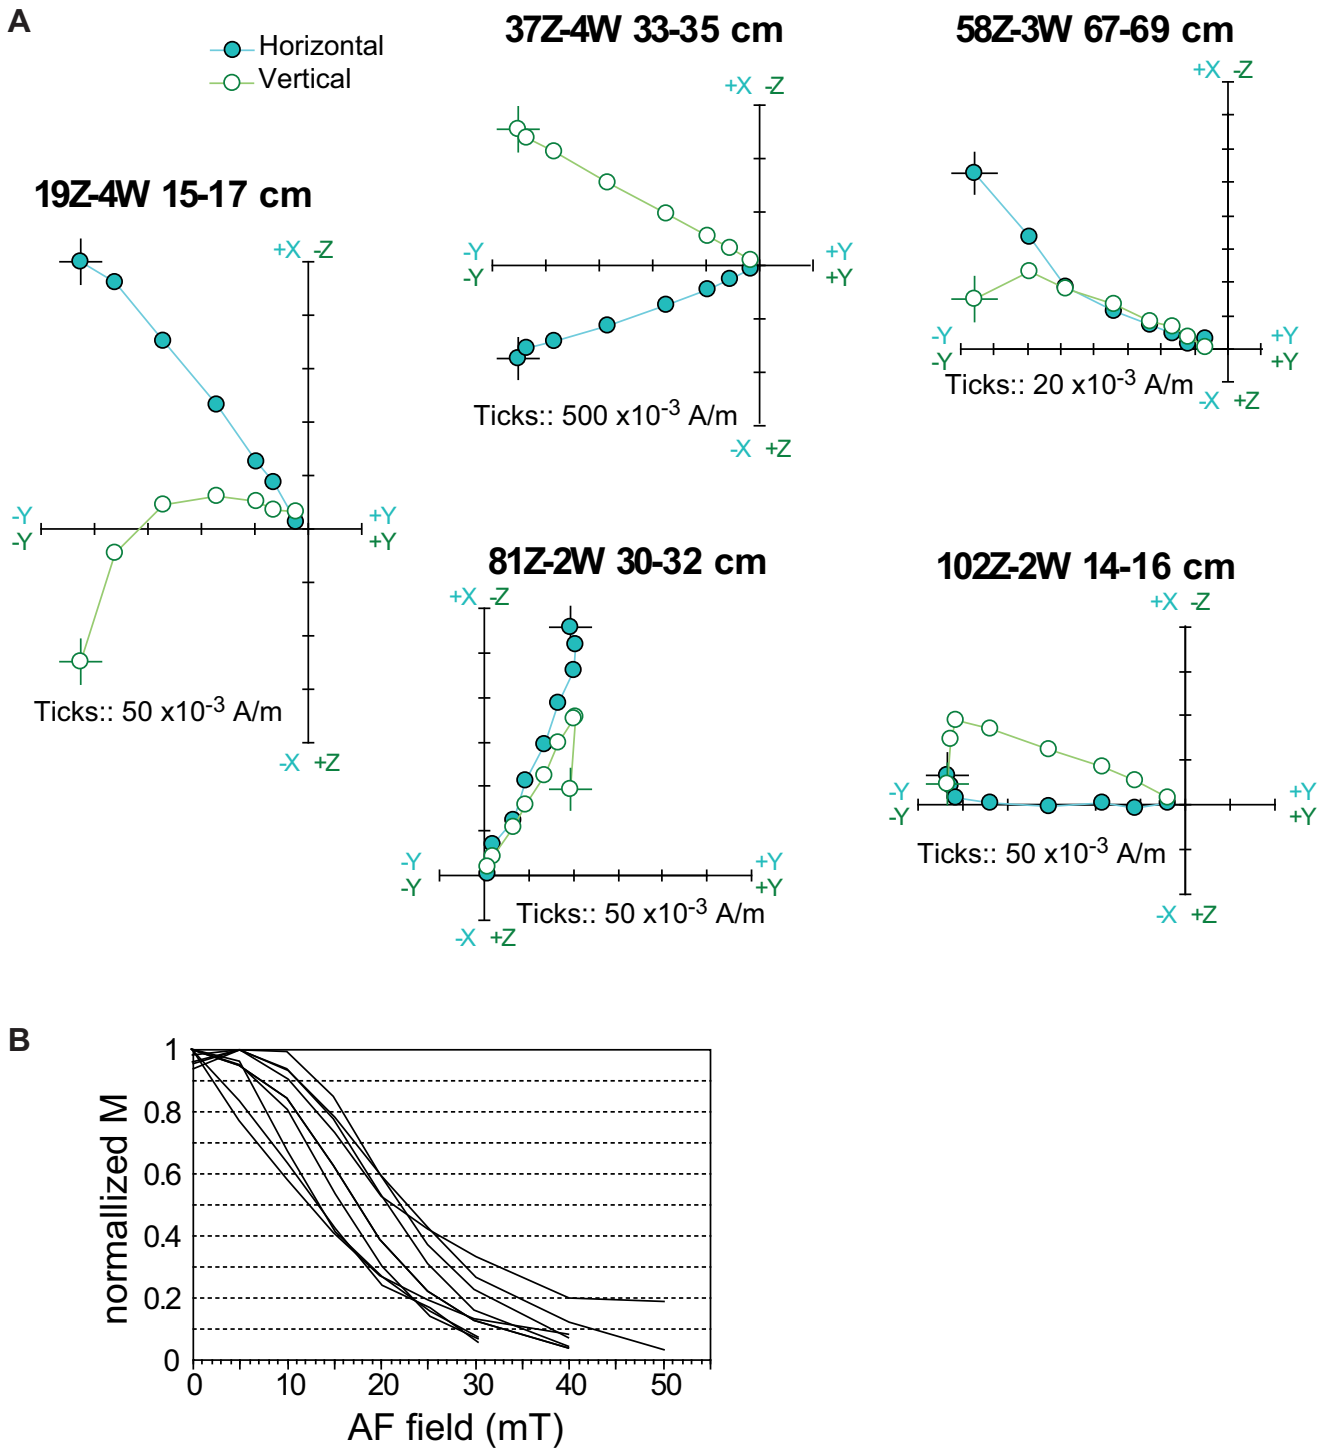 A
Horizontal
Vertical
37Z-4W 33-35 cm
+X -Z
-Y +Y
-Y +Y
Ticks:: 500 x10-3 A/m
-X +Z
58Z-3W 67-69 cm
+X -Z
-Y +Y
-Y +Y
Ticks:: 20 x10-3 A/m
-X +Z
19Z-4W 15-17 cm
+X -Z
-Y +Y
-Y +Y
Ticks:: 50 x10-3 A/m
-X +Z
81Z-2W 30-32 cm
+X -Z
-Y +Y
-Y +Y
Ticks:: 50 x10-3 A/m
-X +Z
102Z-2W 14-16 cm
+X -Z
-Y +Y
-Y +Y
Ticks:: 50 x10-3 A/m
-X +Z
B
normallized M
1
0.8
0.6
0.4
0.2
0
0 10 20 30 40 50
AF field (mT)